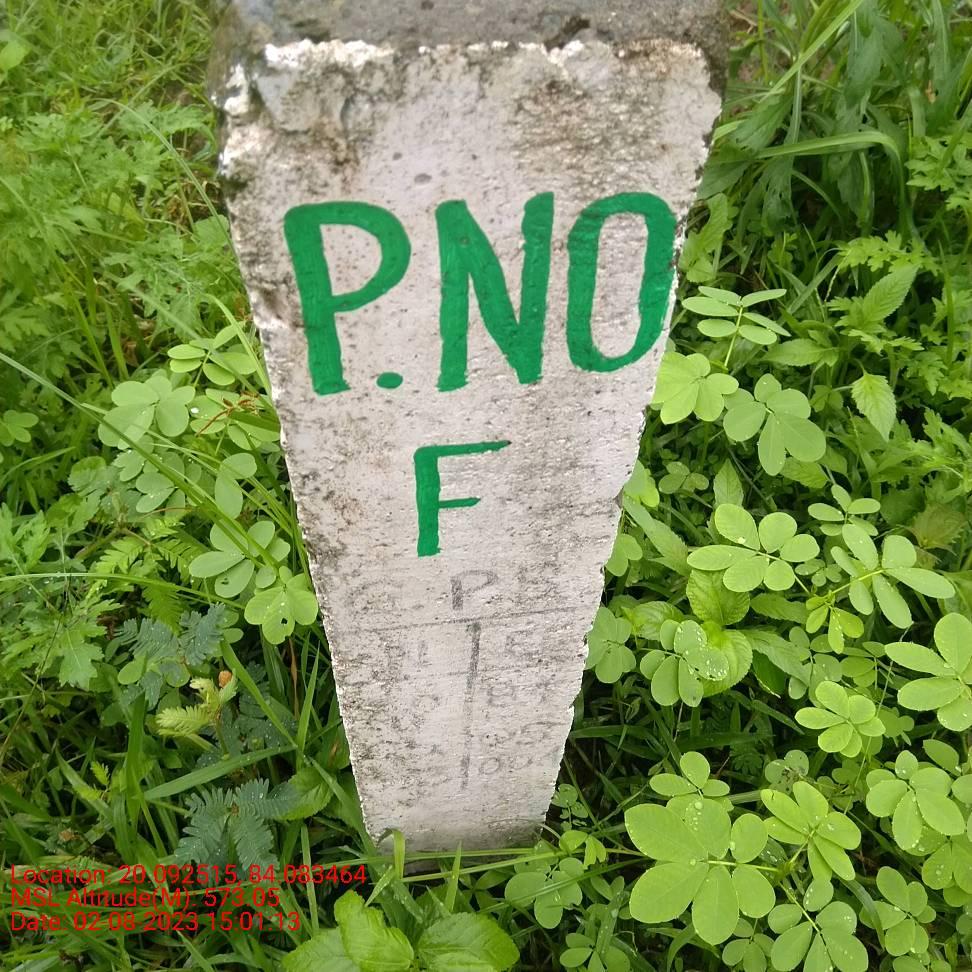 P.NO
F
P
Location: 20.092515, 84.083464
MSL Altitude(M): 573.05
Date: 02-08-2023 15:01:13